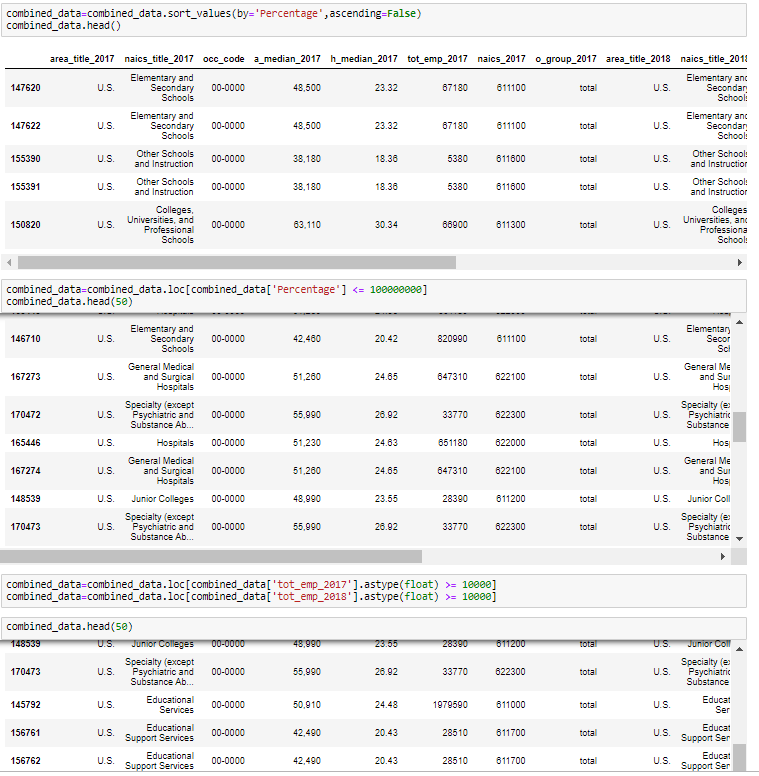 combined_data=combined_data.sort_values(by='Percentage',ascending=False)
combined_data.head()
area_title_2017 naics_title_2017 occ_code a_median_2017 h_median_2017 tot_emp_2017 naics_2017 o_group_2017 area_title_2018 naics_title_2018
147620 U.S. Elementary and Secondary Schools 00-0000 48,500 23.32 67180 611100 total U.S. Elementary and Secondary Schools
147622 U.S. Elementary and Secondary Schools 00-0000 48,500 23.32 67180 611100 total U.S. Elementary and Secondary Schools
155390 U.S. Other Schools and Instruction 00-0000 38,180 18.36 5380 611600 total U.S. Other Schools and Instruction
155391 U.S. Other Schools and Instruction 00-0000 38,180 18.36 5380 611600 total U.S. Other Schools and Instruction
150820 U.S. Colleges, Universities, and Professional Schools 00-0000 63,110 30.34 66900 611300 total U.S. Colleges Universities, and Professional Schools
combined_data=combined_data.loc[combined_data['Percentage'] <= 100000000]
combined_data.head(50)
146710 U.S. Elementary and Secondary Schools 00-0000 42,460 20.42 820990 611100 total U.S. Elementary Secor Scl
167273 U.S. General Medical and Surgical Hospitals 00-0000 51,260 24.65 647310 622100 total U.S. General Me and Su Hos
170472 U.S. Specialty (except Psychiatric and Substance Ab... 00-0000 55,990 26.92 33770 622300 total U.S. Specialty (e Psychiatric Substance
165446 U.S. Hospitals 00-0000 51,230 24.63 651180 622000 total U.S. Hos
167274 U.S. General Medical and Surgical Hospitals 00-0000 51,260 24.65 647310 622100 total U.S. General Me and Su Hos
148539 U.S. Junior Colleges 00-0000 48,990 23.55 28390 611200 total U.S. Junior Coll
170473 U.S. Specialty (except Psychiatric and Substance Ab... 00-0000 55,990 26.92 33770 622300 total U.S. Specialty (e Psychiatric Substance
combined_data=combined_data.loc[combined_data['tot_emp_2017'].astype(float) >= 10000]
combined_data=combined_data.loc[combined_data['tot_emp_2018'].astype(float) >= 10000]
combined_data.head(50)
148539 U.S. Junior Colleges 00-0000 48,990 23.55 28390 611200 total U.S. Junior Coll
170473 U.S. Specialty (except Psychiatric and Substance Ab... 00-0000 55,990 26.92 33770 622300 total U.S. Specialty (e Psychiatric Substance
145792 U.S. Educational Services 00-0000 50,910 24.48 1979590 611000 total U.S. Educat Ser
156761 U.S. Educational Support Services 00-0000 42,490 20.43 28510 611700 total U.S. Educat Support Ser
156762 U.S. Educational Support Services 00-0000 42,490 20.43 28510 611700 total U.S. Educat Support Ser